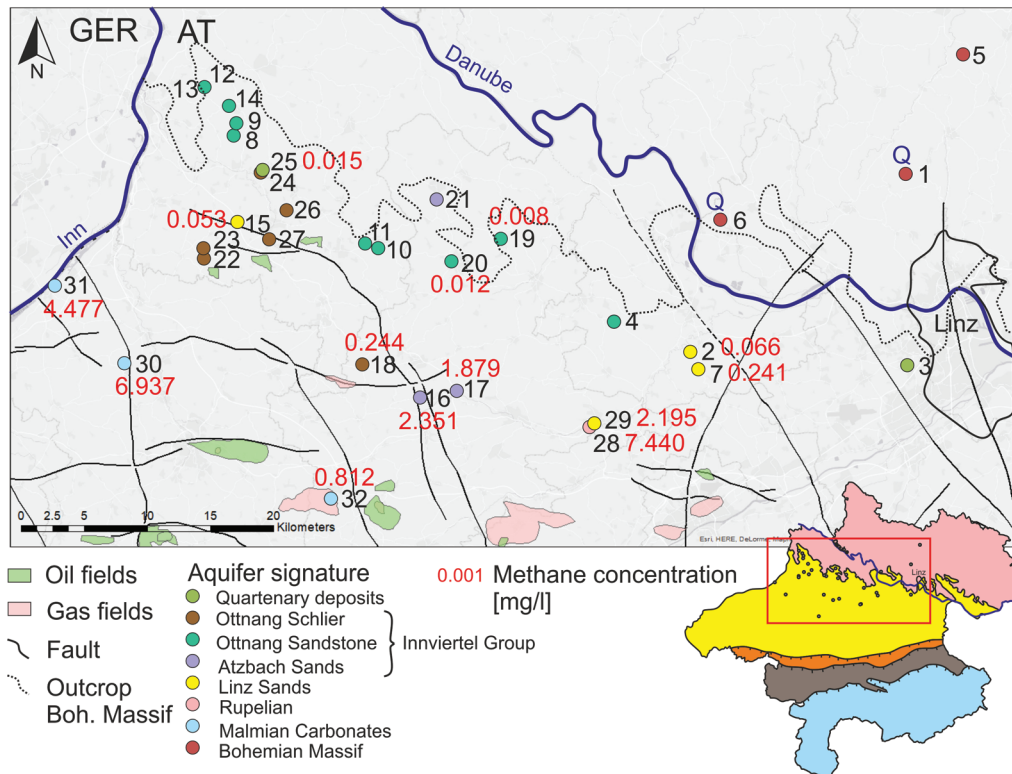 GER AT
N
Inn
Danube
12
13
14
9
8
25 0.015
24
26
0.053 15
27
23
22
11
10
21
0.008
19
20
0.012
31
4.477
30
6.937
0.244
18
1.879
17
16
2.351
0.812
32
4
2 0.066
7 0.241
29 2.195
28 7.440
5
Q
1
Q
6
Linz
3
0 2.5 5 10 15 20
Kilometers
Esri, HERE, DeLorme, Map
Oil fields
Gas fields
Fault
Outcrop
Boh. Massif
Aquifer signature
Quartenary deposits
Ottnang Schlier
Ottnang Sandstone
Atzbach Sands
Innviertel Group
Linz Sands
Rupelian
Malmian Carbonates
Bohemian Massif
0.001 Methane concentration
[mg/l]
Linz